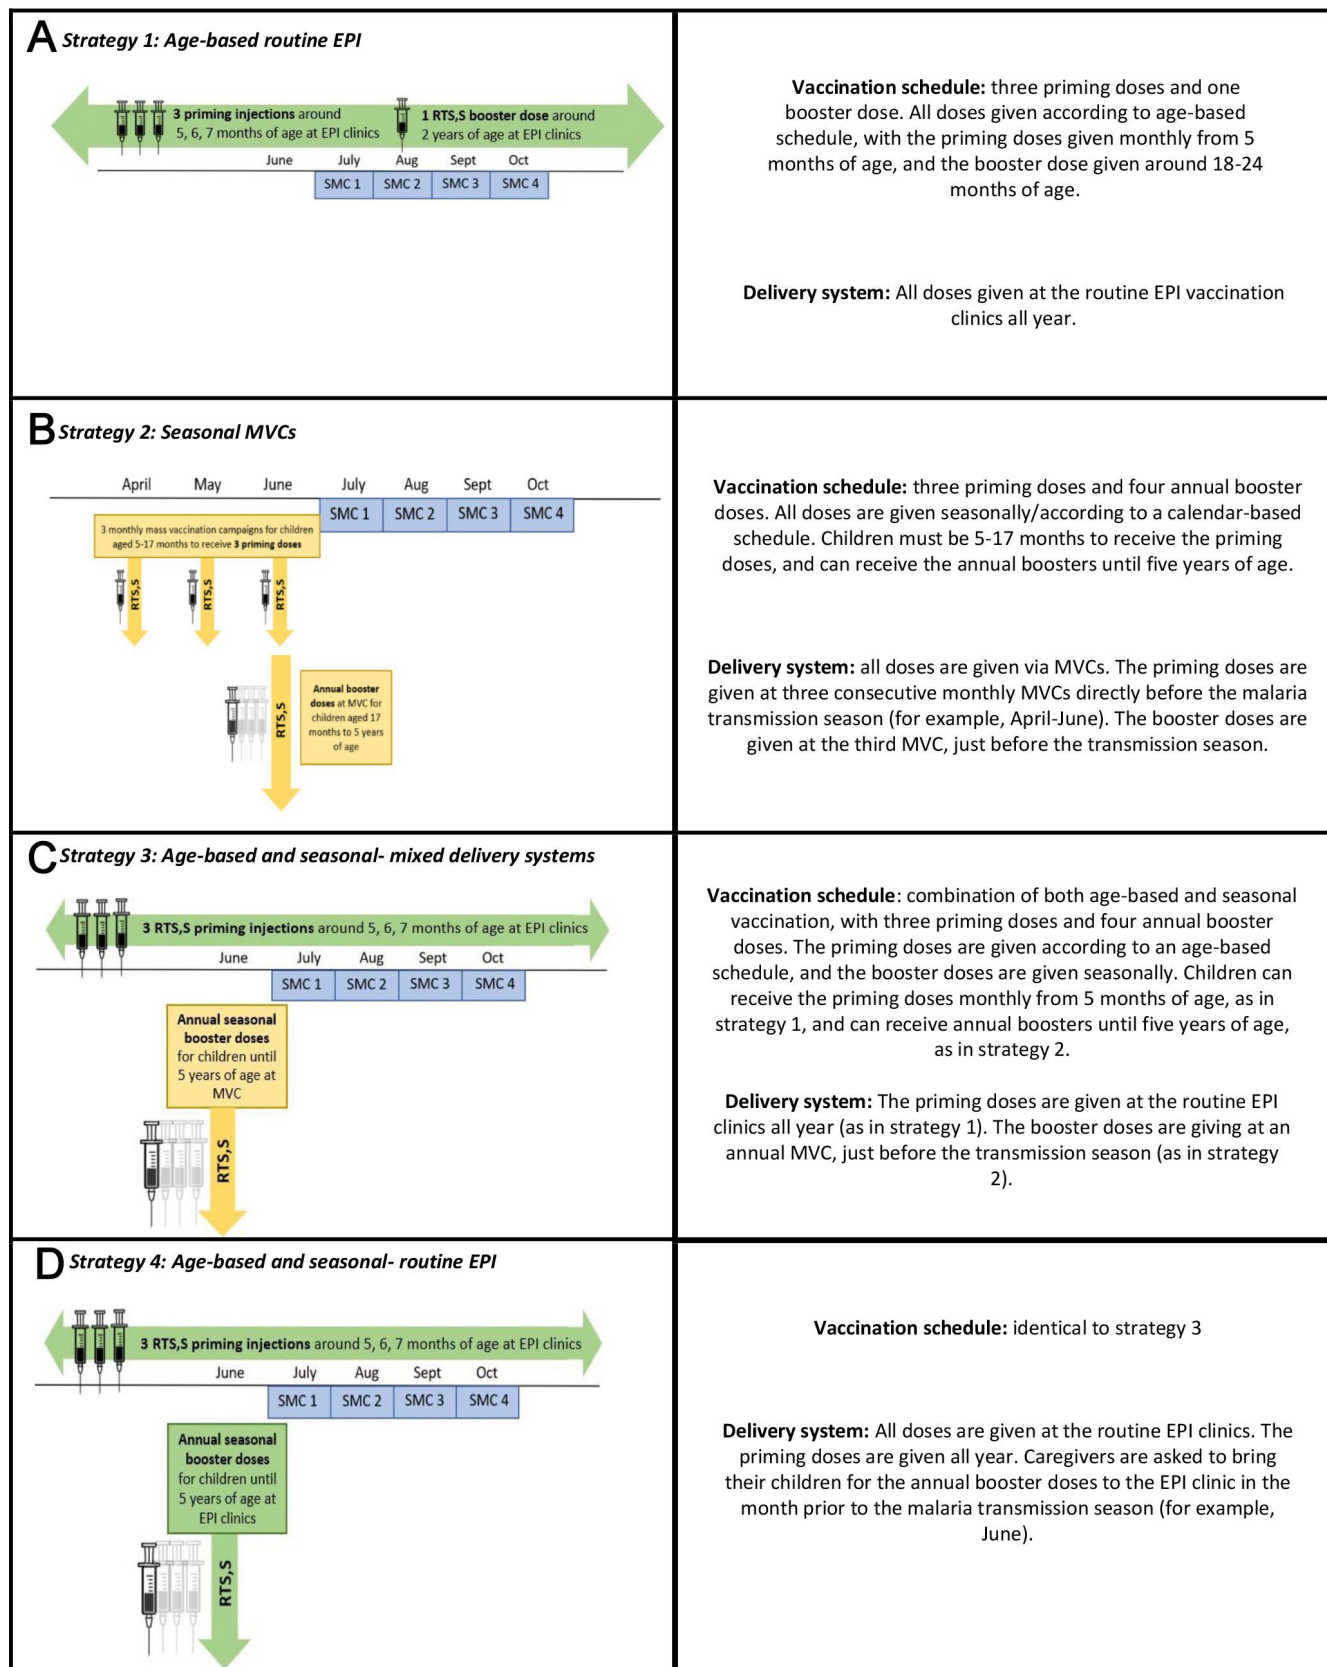 A Strategy 1: Age-based routine EPI
3 priming injections around
5, 6, 7 months of age at EPI clinics
1 RTS,S booster dose around
2 years of age at EPI clinics
June July Aug Sept Oct
SMC 1 SMC 2 SMC 3 SMC 4
Vaccination schedule: three priming doses and one
booster dose. All doses given according to age-based
schedule, with the priming doses given monthly from 5
months of age, and the booster dose given around 18-24
months of age.
Delivery system: All doses given at the routine EPI vaccination
clinics all year.
B Strategy 2: Seasonal MVCs
April May June July Aug Sept Oct
SMC 1 SMC 2 SMC 3 SMC 4
3 monthly mass vaccination campaigns for children
aged 5-17 months to receive 3 priming doses
RTS,S RTS,S RTS,S
RTS,S
Annual booster
doses at MVC for
children aged 17
months to 5 years
of age
Vaccination schedule: three priming doses and four annual booster
doses. All doses are given seasonally/according to a calendar-based
schedule. Children must be 5-17 months to receive the priming
doses, and can receive the annual boosters until five years of age.
Delivery system: all doses are given via MVCs. The priming doses are
given at three consecutive monthly MVCs directly before the malaria
transmission season (for example, April-June). The booster doses are
given at the third MVC, just before the transmission season.
C Strategy 3: Age-based and seasonal- mixed delivery systems
3 RTS,S priming injections around 5, 6, 7 months of age at EPI clinics
June July Aug Sept Oct
SMC 1 SMC 2 SMC 3 SMC 4
Annual seasonal
booster doses
for children until
5 years of age at
MVC
RTS,S
Vaccination schedule: combination of both age-based and seasonal
vaccination, with three priming doses and four annual booster
doses. The priming doses are given according to an age-based
schedule, and the booster doses are given seasonally. Children can
receive the priming doses monthly from 5 months of age, as in
strategy 1, and can receive annual boosters until five years of age,
as in strategy 2.
Delivery system: The priming doses are given at the routine EPI
clinics all year (as in strategy 1). The booster doses are giving at an
annual MVC, just before the transmission season (as in strategy
2).
D Strategy 4: Age-based and seasonal- routine EPI
3 RTS,S priming injections around 5, 6, 7 months of age at EPI clinics
June July Aug Sept Oct
SMC 1 SMC 2 SMC 3 SMC 4
Annual seasonal
booster doses
for children until
5 years of age at
EPI clinics
RTS,S
Vaccination schedule: identical to strategy 3
Delivery system: All doses are given at the routine EPI clinics. The
priming doses are given all year. Caregivers are asked to bring
their children for the annual booster doses to the EPI clinic in the
month prior to the malaria transmission season (for example,
June).